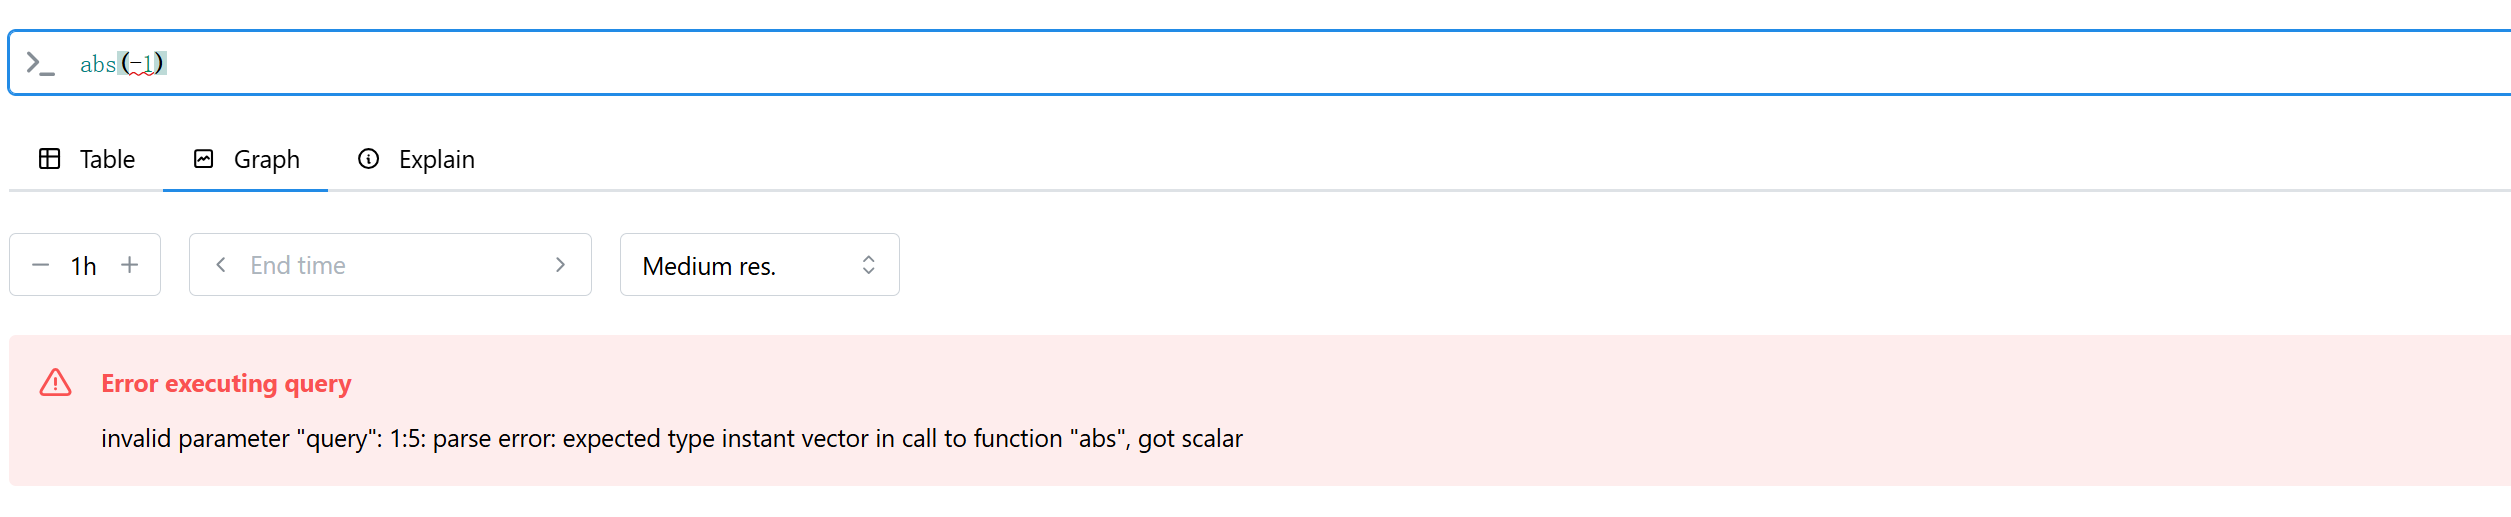 abs(-1)
Table Graph Explain
1h End time Medium res.
Error executing query
invalid parameter "query": 1:5: parse error: expected type instant vector in call to function "abs", got scalar